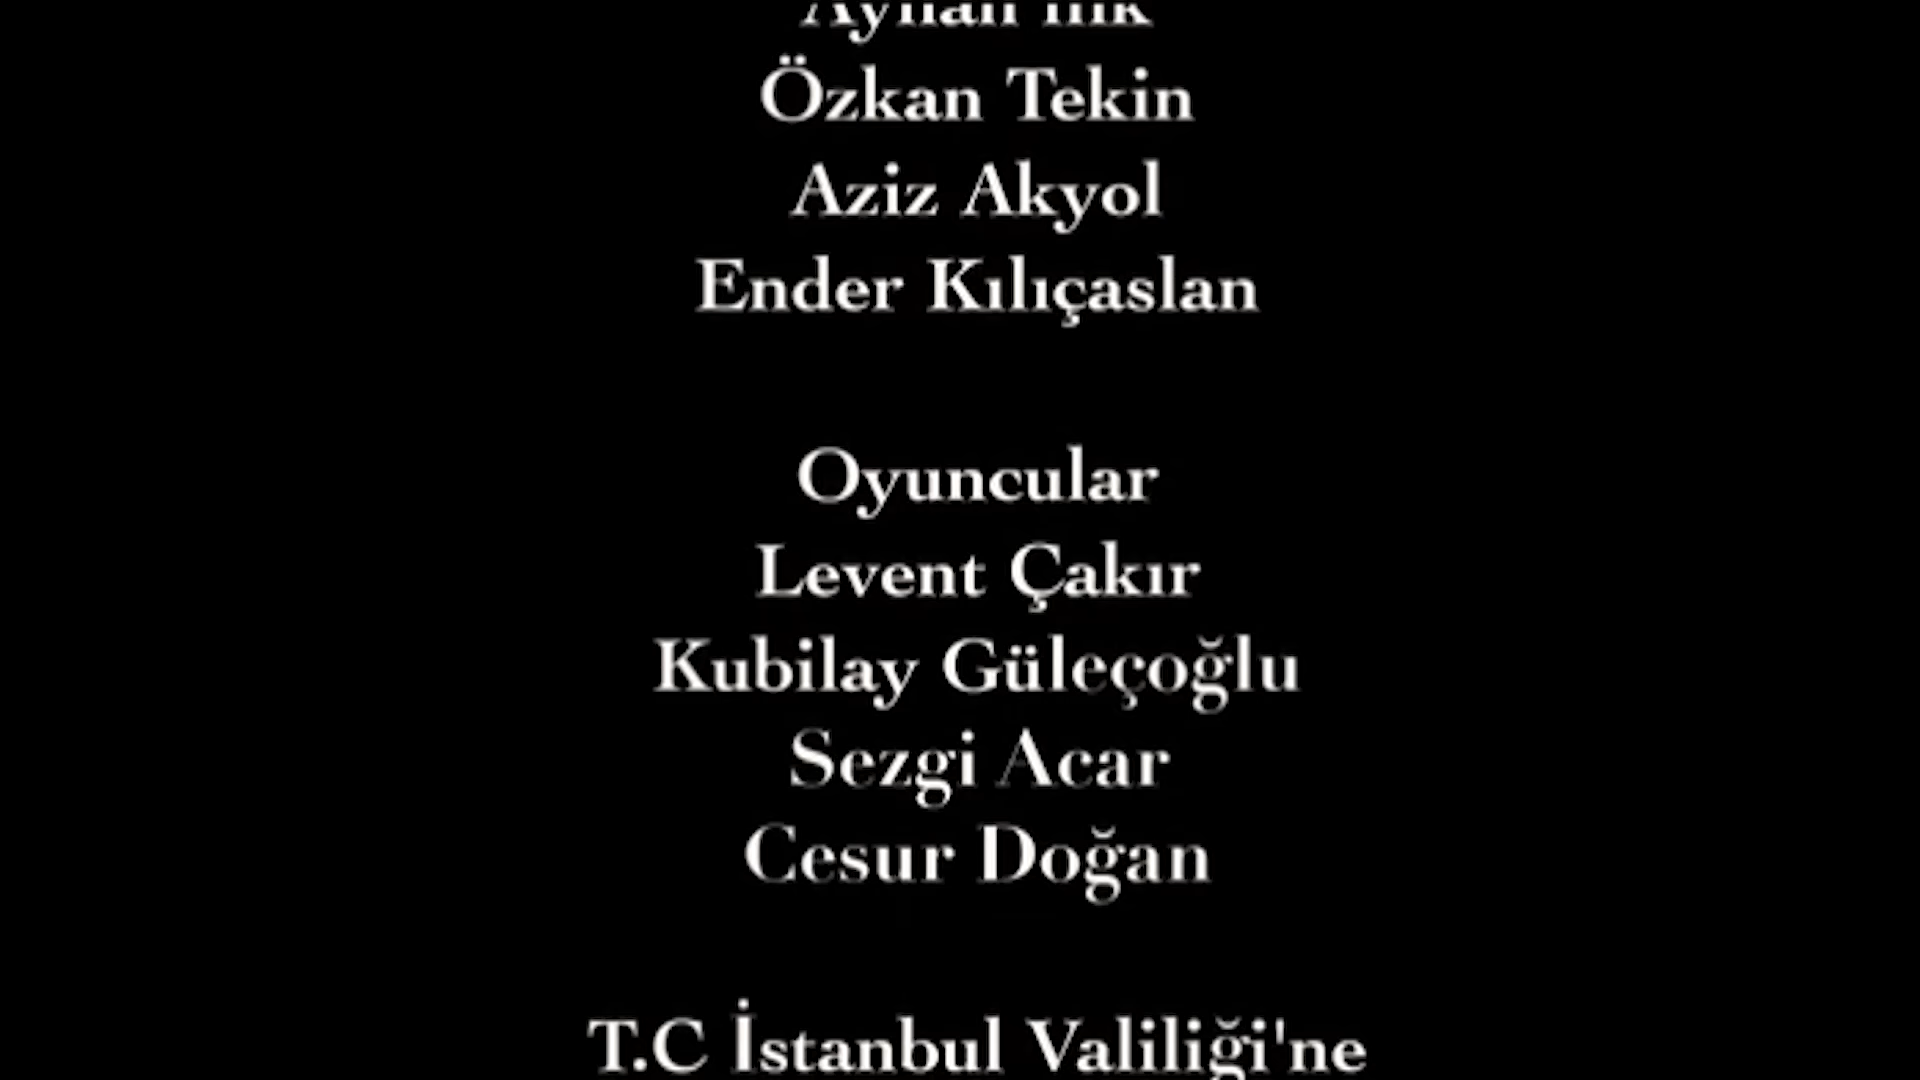 Özkan Tekin
Aziz Akyol
Ender Kılıçaslan
Oyuncular
Levent Çakır
Kubilay Güleçoğlu
Sezgi Acar
Cesur Doğan
T.C İstanbul Valiliği'ne